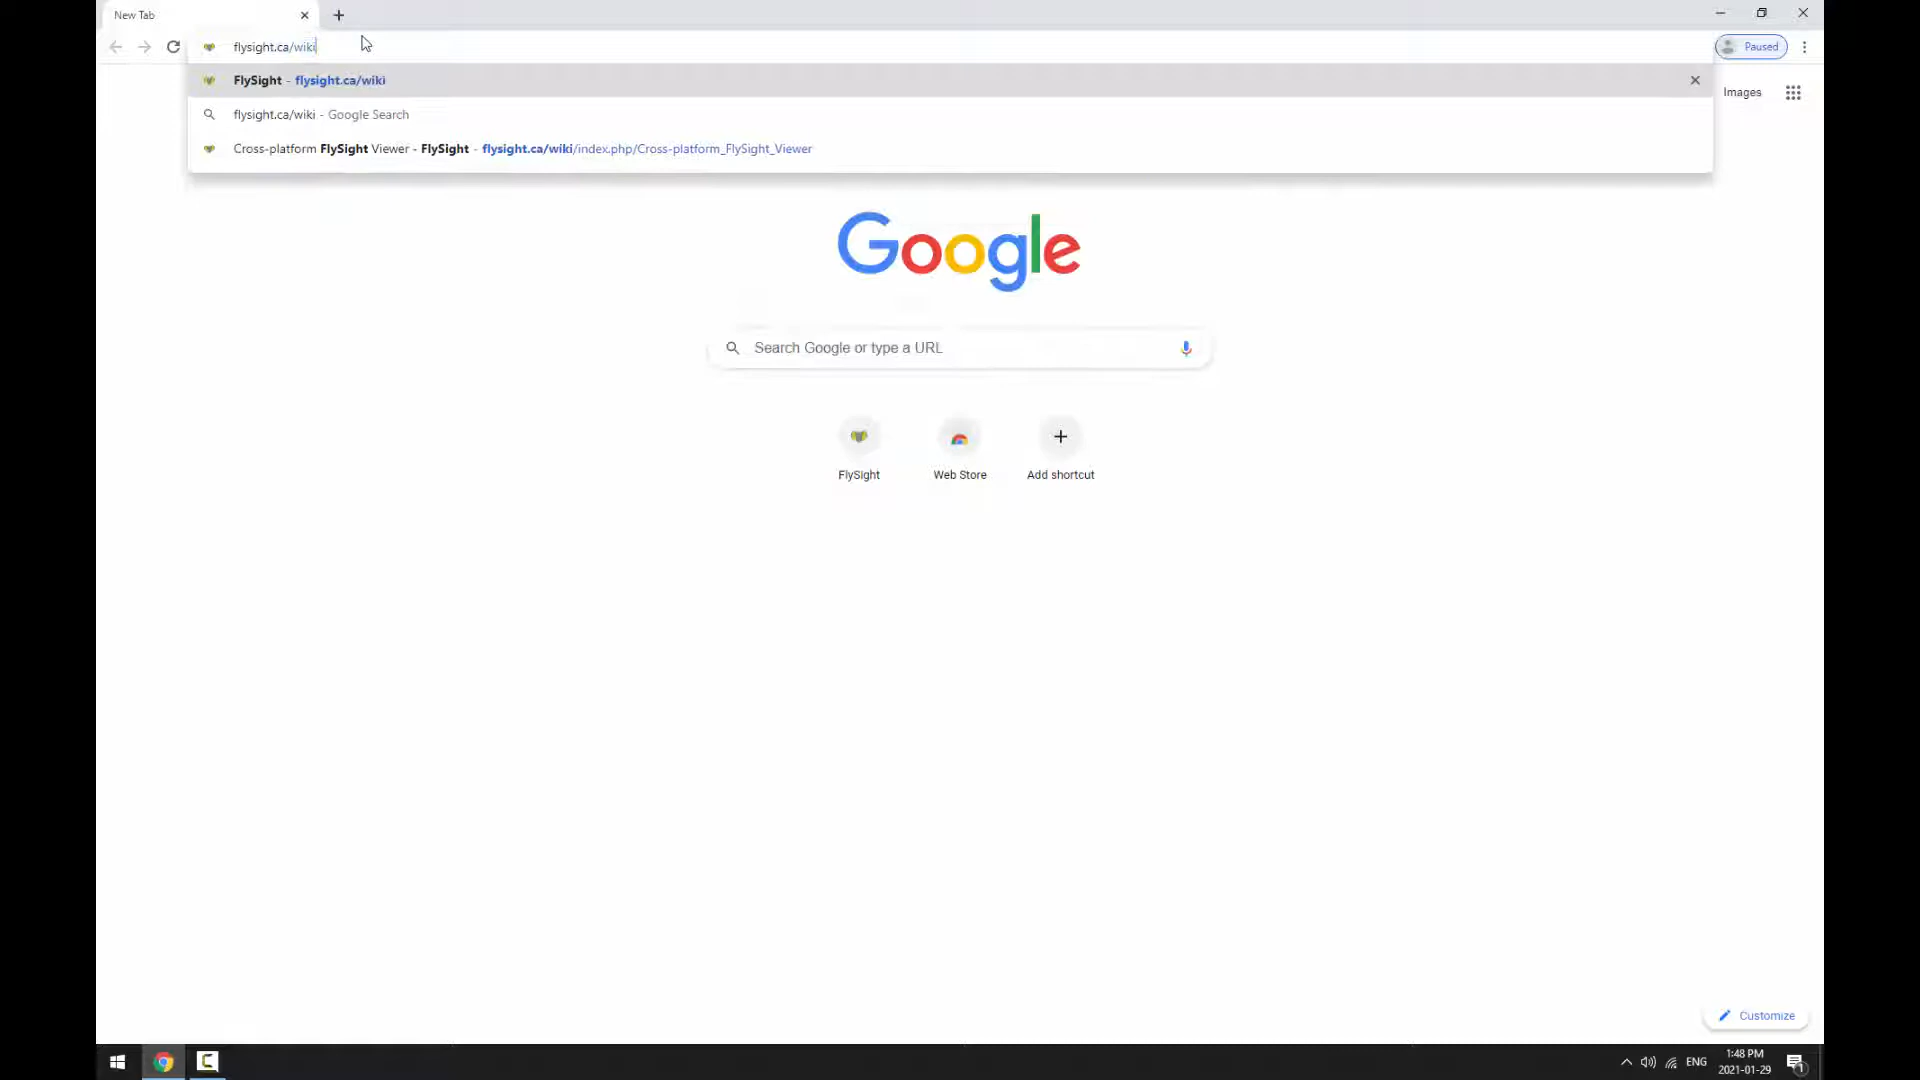 New Tab
flysight.ca/wiki
Paused
FlySight - flysight.ca/wiki
flysight.ca/wiki - Google Search
Cross-platform FlySight Viewer - FlySight - flysight.ca/wiki/index.php/Cross-platform_FlySight_Viewer
Images
Google
Search Google or type a URL
FlySight
Web Store
Add shortcut
Customize
ENG
1:48 PM
2021-01-29
1